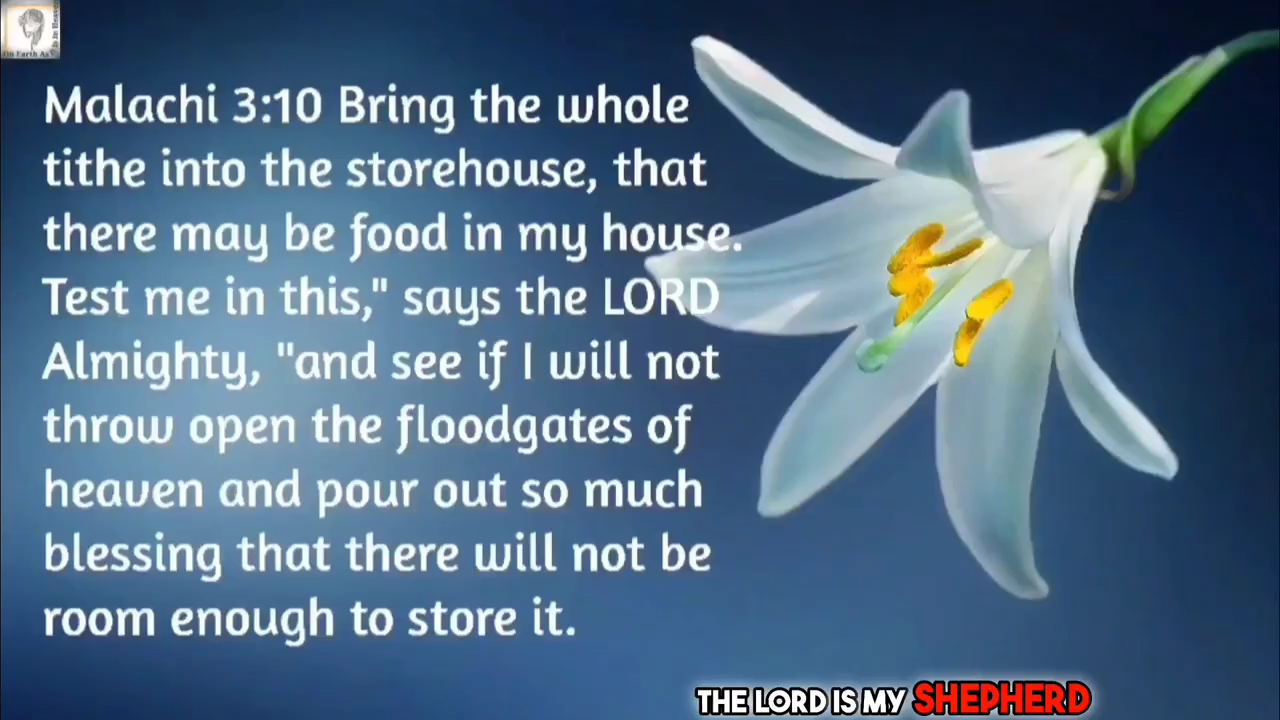 On Earth As
Malachi 3:10 Bring the whole
tithe into the storehouse, that
there may be food in my house.
Test me in this," says the LORD
Almighty, "and see if I will not
throw open the floodgates of
heaven and pour out so much
blessing that there will not be
room enough to store it.
THE LORD IS MY SHEPHERD